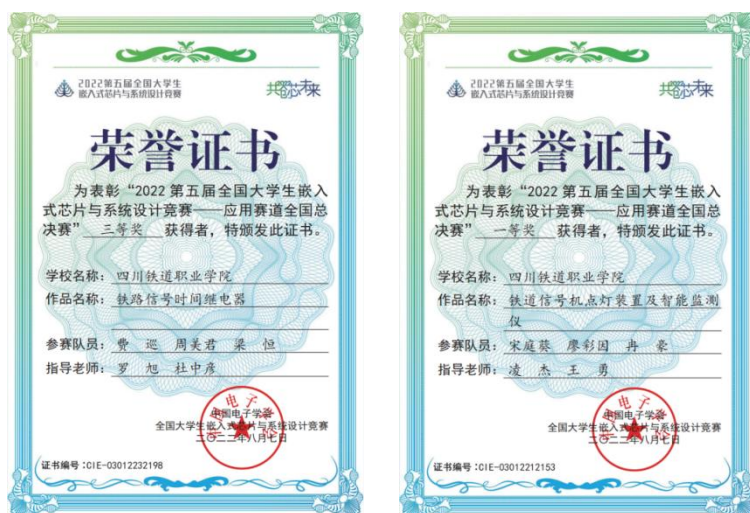 2022第五届全国大学生
嵌入式芯片与系统设计竞赛
共创芯未来
荣誉证书
为表彰“2022 第五届全国大学生嵌入
式芯片与系统设计竞赛——应用赛道全国总
决赛” 三等奖 获得者，特颁发此证书。
学校名称： 四川铁道职业学院
作品名称： 铁路信号时间继电器
参赛队员： 费 巡 周美君 梁 恒
指导老师： 罗 旭 杜中彦
中国电子学会
全国大学生嵌入式芯片与系统设计竞赛
二〇二二年八月七日
证书编号：CIE-03012232198
2022第五届全国大学生
嵌入式芯片与系统设计竞赛
共创芯未来
荣誉证书
为表彰“2022 第五届全国大学生嵌入
式芯片与系统设计竞赛——应用赛道全国总
决赛” 一等奖 获得者，特颁发此证书。
学校名称： 四川铁道职业学院
作品名称： 铁道信号机点灯装置及智能监测
仪
参赛队员： 宋庭葵 廖彩因 冉 豪
指导老师： 凌 杰 王 勇
中国电子学会
全国大学生嵌入式芯片与系统设计竞赛
二〇二二年八月七日
证书编号：CIE-03012212153